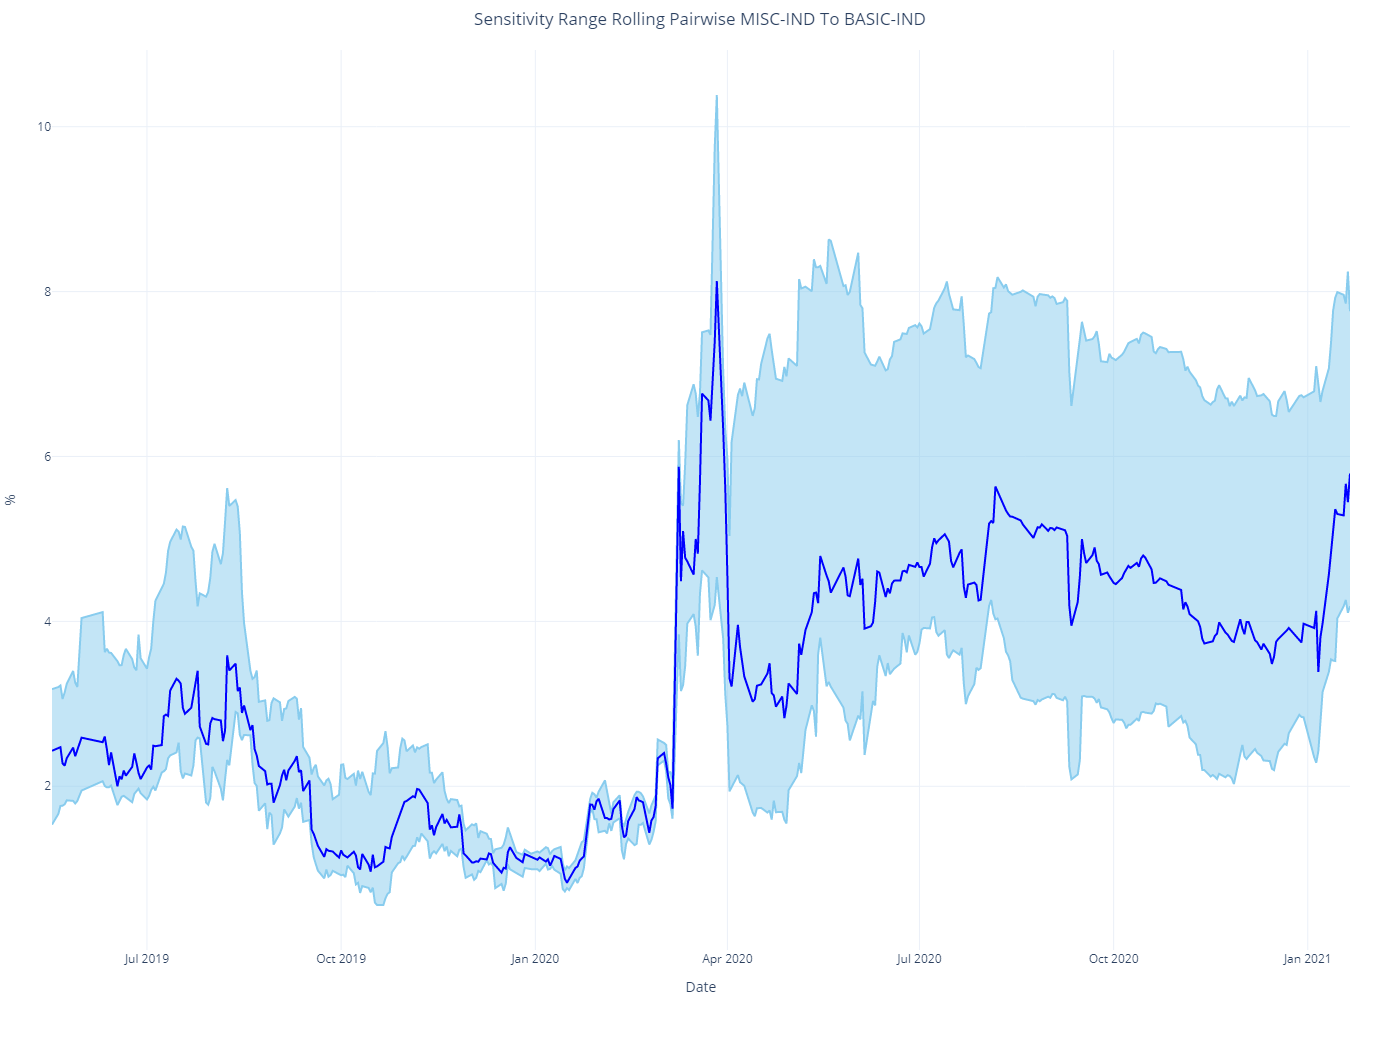 Sensitivity Range Rolling Pairwise MISC-IND To BASIC-IND
10
8
6
4
2
%
Jul 2019
Oct 2019
Jan 2020
Apr 2020
Jul 2020
Oct 2020
Jan 2021
Date